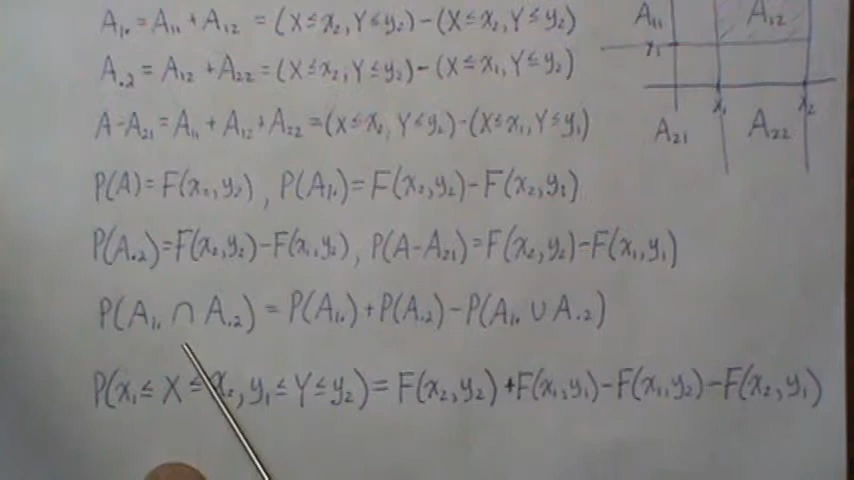 A₁. = A₁₁ + A₁₂ = (X ≤ x₂, Y ≤ y₂) - (X ≤ x₂, Y ≤ y₁)
A.₂ = A₁₂ + A₂₂ = (X ≤ x₂, Y ≤ y₂) - (X ≤ x₁, Y ≤ y₂)
A - A₂₁ = A₁₁ + A₁₂ + A₂₂ = (X ≤ x₂, Y ≤ y₂) - (X ≤ x₁, Y ≤ y₁)
P(A) = F(x₂, y₂), P(A₁.) = F(x₂, y₂) - F(x₂, y₁)
P(A.₂) = F(x₂, y₂) - F(x₁, y₂), P(A - A₂₁) = F(x₂, y₂) - F(x₁, y₁)
P(A₁. ∩ A.₂) = P(A₁.) + P(A.₂) - P(A₁. ∪ A.₂)
P(x₁ ≤ X ≤ x₂, y₁ ≤ Y ≤ y₂) = F(x₂, y₂) + F(x₁, y₁) - F(x₁, y₂) - F(x₂, y₁)
A₁₁ A₁₂
y₁
x₁ x₂
A₂₁ A₂₂